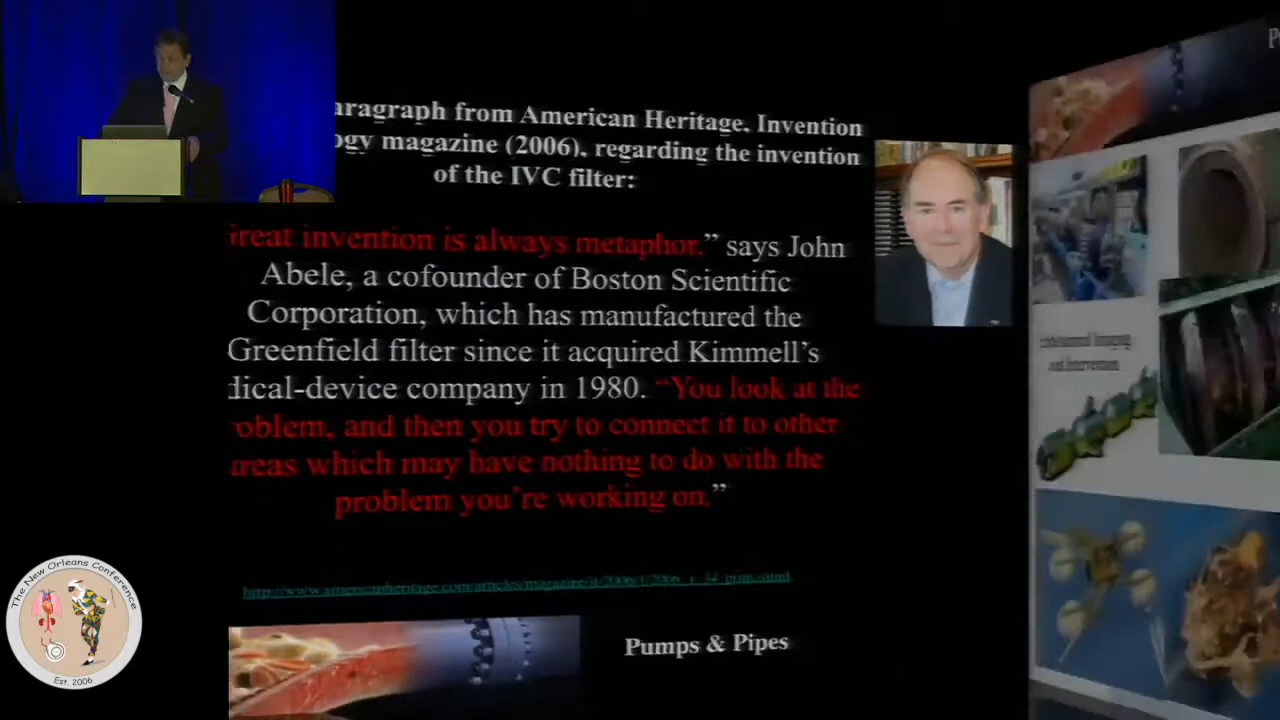 aragraph from American Heritage. Invention
ogy magazine (2006), regarding the invention
of the IVC filter:
reat invention is always metaphor.” says John
Abele, a cofounder of Boston Scientific
Corporation, which has manufactured the
Greenfield filter since it acquired Kimmell’s
dical-device company in 1980. “You look at the
oblem, and then you try to connect it to other
areas which may have nothing to do with the
problem you’re working on.”
Pumps & Pipes
The New Orleans Conference
Est. 2006
and Intervention